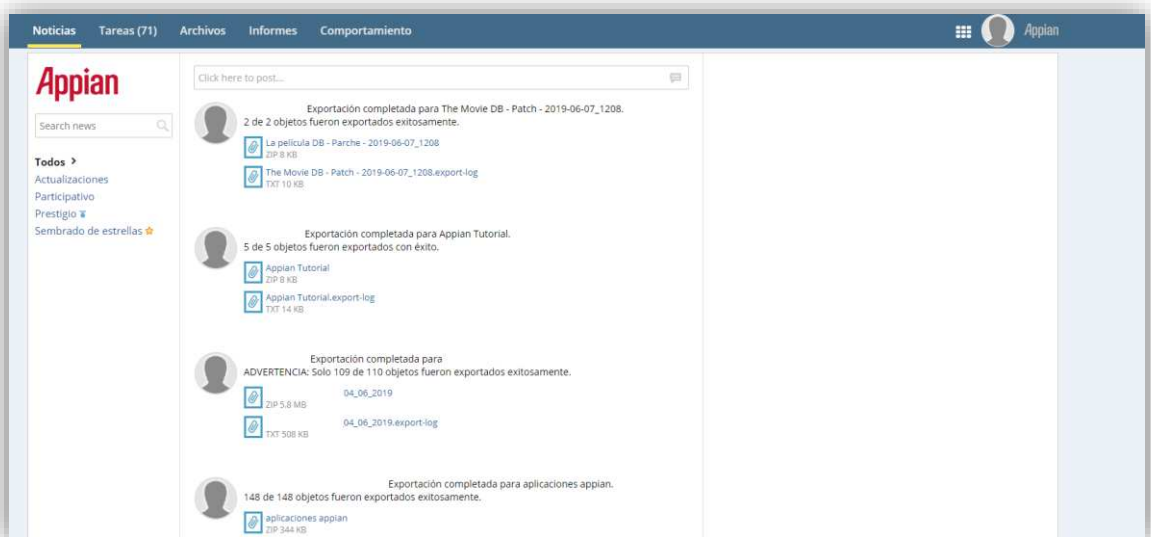 Noticias Tareas (71) Archivos Informes Comportamiento Appian
Appian
Search news
Todos >
Actualizaciones
Participativo
Prestigio
Sembrado de estrellas
Click here to post...
Exportación completada para The Movie DB - Patch - 2019-06-07_1208.
2 de 2 objetos fueron exportados exitosamente.
La película DB - Parche - 2019-06-07_1208
ZIP 8 KB
The Movie DB - Patch - 2019-06-07_1208.export-log
TXT 10 KB
Exportación completada para Appian Tutorial.
5 de 5 objetos fueron exportados con éxito.
Appian Tutorial
ZIP 8 KB
Appian Tutorial.export-log
TXT 14 KB
Exportación completada para
ADVERTENCIA: Solo 109 de 110 objetos fueron exportados exitosamente.
04_06_2019
ZIP 5.8 MB
04_06_2019.export-log
TXT 508 KB
Exportación completada para aplicaciones appian.
148 de 148 objetos fueron exportados exitosamente.
aplicaciones appian
ZIP 344 KB